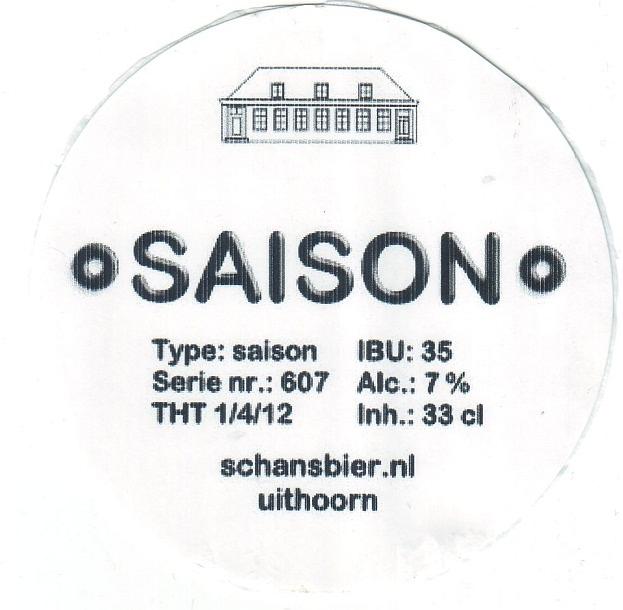 SAISON
Type: saison IBU: 35
Serie nr.: 607 Alc.: 7 %
THT 1/4/12 Inh.: 33 cl
schansbier.nl
uithoorn